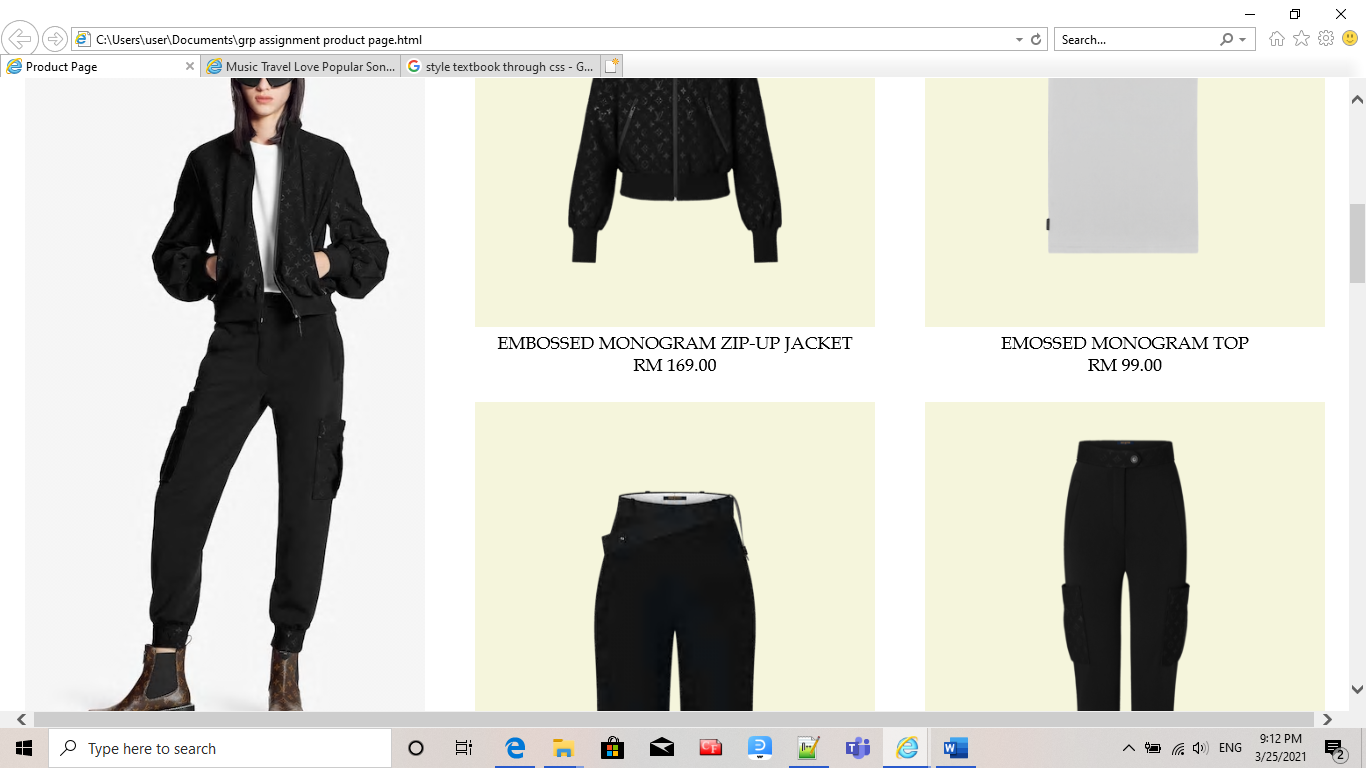 C:\Users\user\Documents\grp assignment product page.html
Search...
Product Page
Music Travel Love Popular Son...
style textbook through css - G...
EMBOSSED MONOGRAM ZIP-UP JACKET
RM 169.00
EMOSSED MONOGRAM TOP
RM 99.00
Type here to search
ENG
9:12 PM
3/25/2021
2